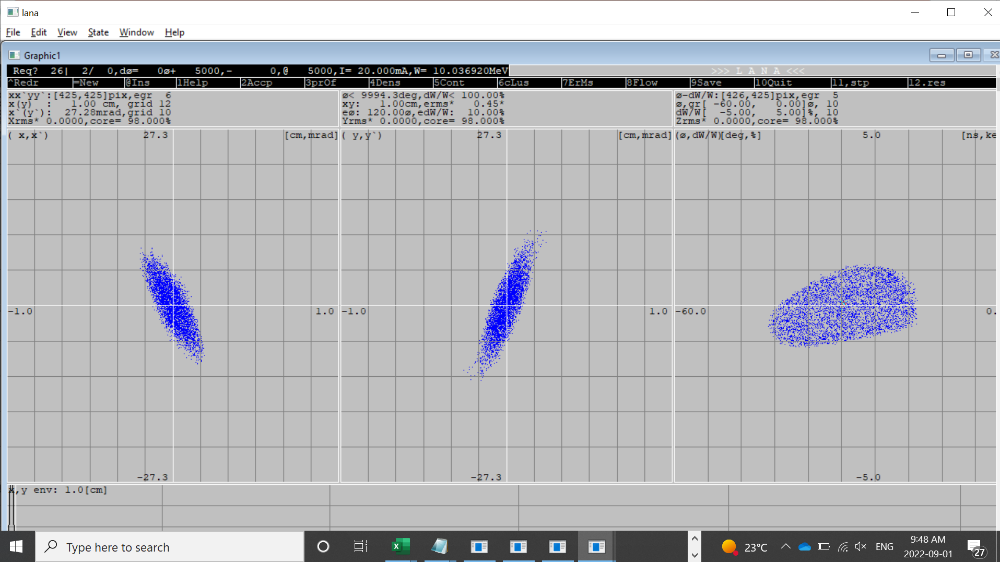 lana
File Edit View State Window Help
Graphic1
Req? 26| 2/ 0,dø= 0ø+ 5000,- 0,@ 5000,I= 20.000mA,W= 10.036920MeV >>> L A N A <<<
^Redr =New @Ins 1Help 2Accp 3prOf 4Dens 5Cont 6cLus 7ErMs 8Flow 9Save 10Quit 11,stp 12.res
xx`yy`:[425,425]pix,egr 6
x(y) : 1.00 cm, grid 12
x`(y`): 27.28mrad,grid 10
Xrms* 0.0000,core= 98.000%
ø< 9994.3deg,dW/W< 100.00%
xy: 1.00cm,erms* 0.45*
eø: 120.00ø,edW/W: 10.00%
Yrms* 0.0000,core= 98.000%
ø-dW/W:[426,425]pix,egr 5
ø,gr[ -60.00, 0.00]ø, 10
dW/W[ -5.00, 5.00]%, 10
Zrms* 0.0000,core= 98.000%
( x,x`) 27.3 [cm,mrad]
-1.0 1.0
-27.3
( y,y`) 27.3 [cm,mrad]
-1.0 1.0
-27.3
(ø,dW/W)[deg,%] 5.0 [ns,ke
-60.0 0.
-5.0
x,y env: 1.0[cm]
Type here to search
23°C
ENG
9:48 AM
2022-09-01
27